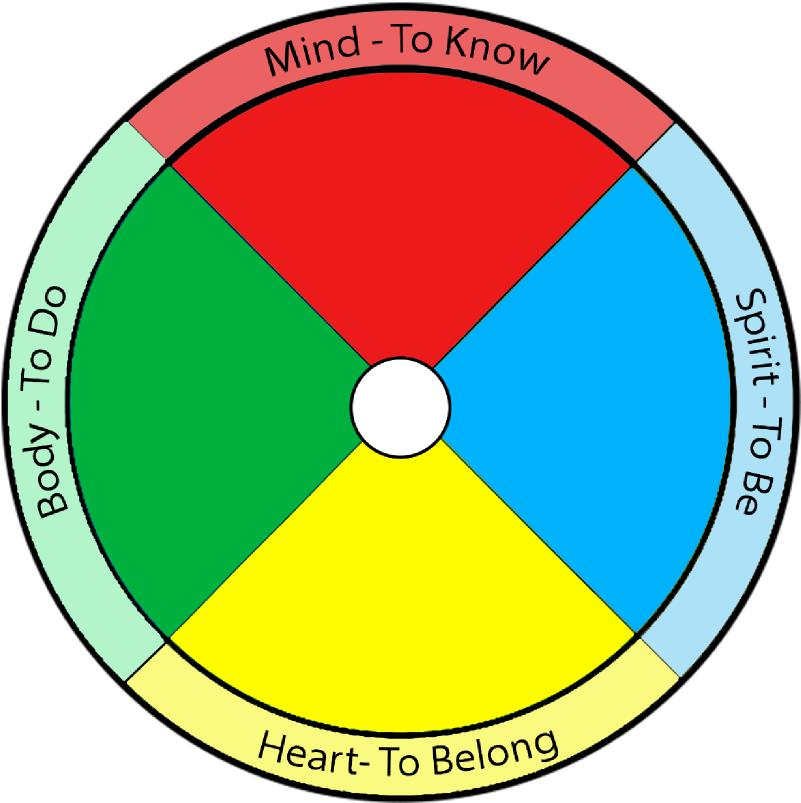 Mind - To Know
Spirit - To Be
Heart- To Belong
Body - To Do